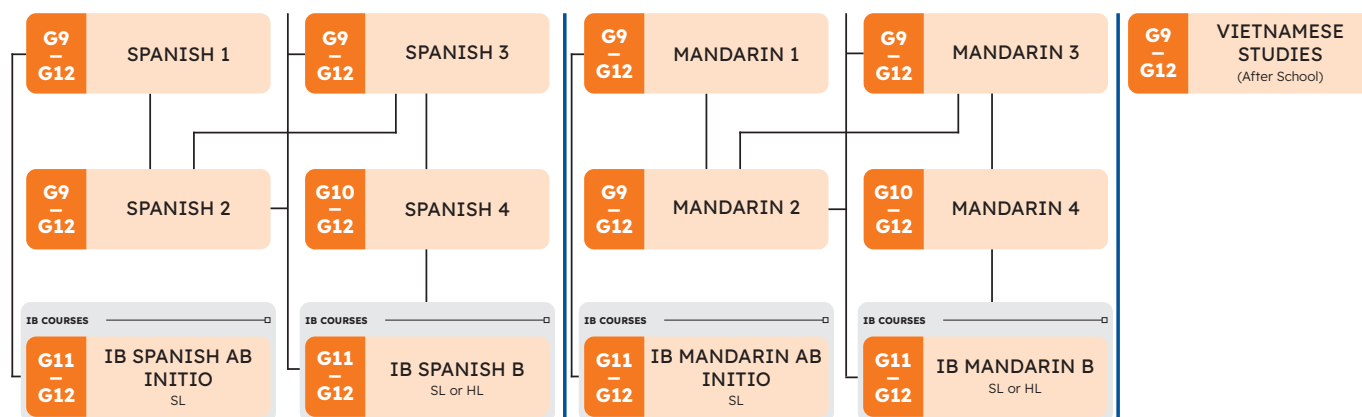 G9
—
G12
SPANISH 1
G9
—
G12
SPANISH 3
G9
—
G12
MANDARIN 1
G9
—
G12
MANDARIN 3
G9
—
G12
VIETNAMESE
STUDIES
(After School)
G9
—
G12
SPANISH 2
G10
—
G12
SPANISH 4
G9
—
G12
MANDARIN 2
G10
—
G12
MANDARIN 4
IB COURSES
G11
—
G12
IB SPANISH AB
INITIO
SL
IB COURSES
G11
—
G12
IB SPANISH B
SL or HL
IB COURSES
G11
—
G12
IB MANDARIN AB
INITIO
SL
IB COURSES
G11
—
G12
IB MANDARIN B
SL or HL